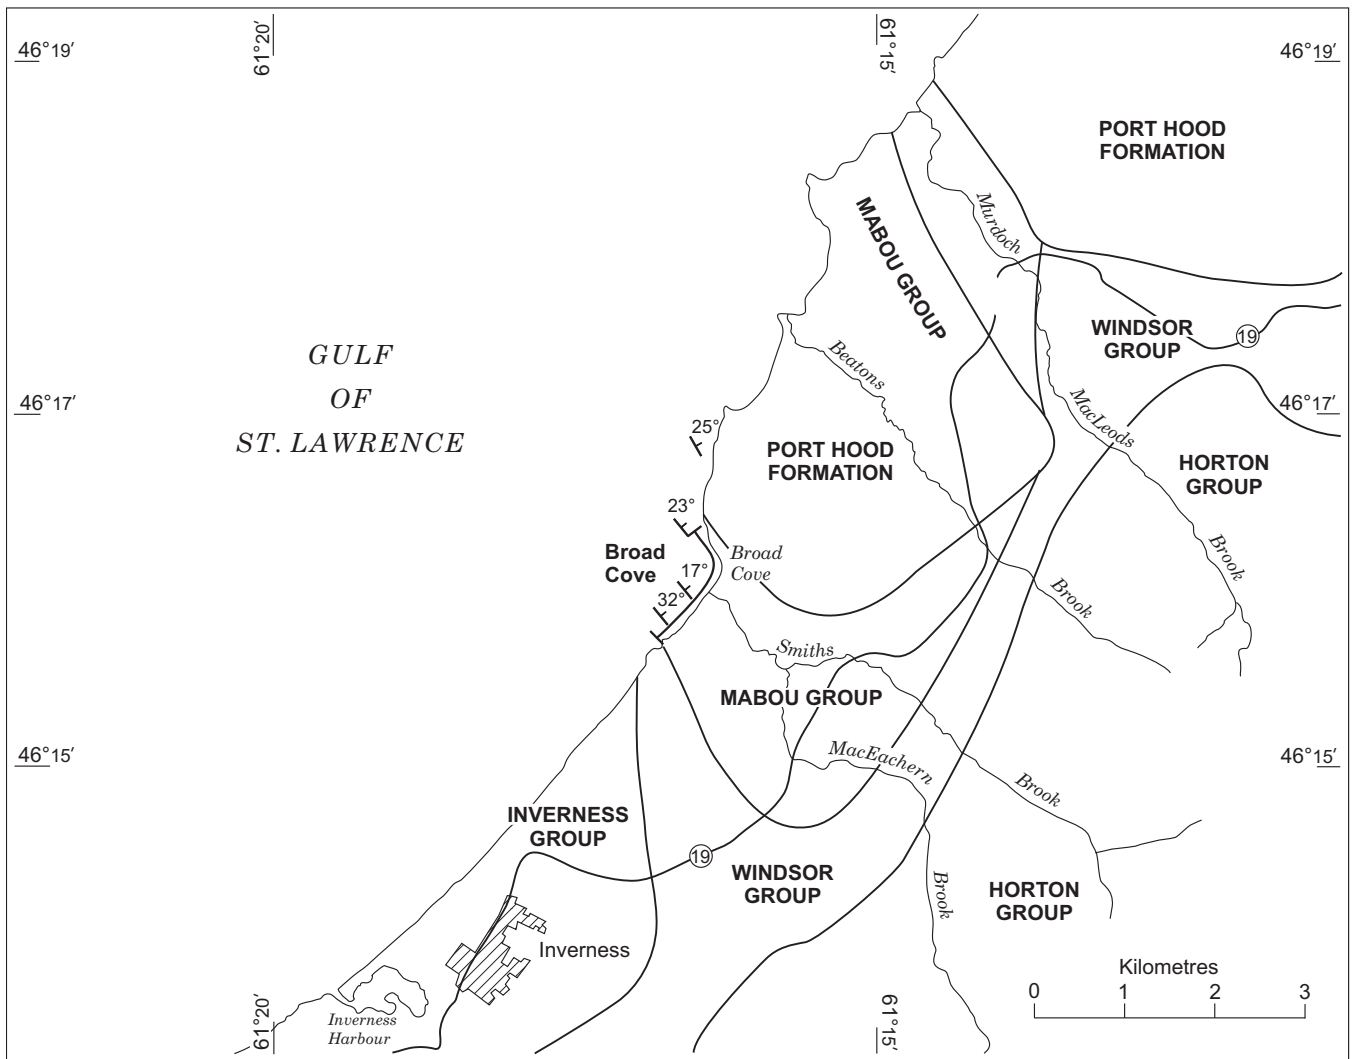 61°20′
61°15′
46°19′
46°19′
PORT HOOD
FORMATION
MABOU GROUP
Murdoch
WINDSOR
GROUP
19
GULF
OF
ST. LAWRENCE
Beatons
46°17′
46°17′
MacLeods
25°
PORT HOOD
FORMATION
HORTON
GROUP
23°
Broad
Cove
Broad
Cove
Brook
17°
32°
Brook
Smiths
MABOU GROUP
46°15′
46°15′
MacEachern
Brook
INVERNESS
GROUP
19
WINDSOR
GROUP
Brook
HORTON
GROUP
Inverness
Kilometres
0 1 2 3
61°20′
Inverness
Harbour
61°15′